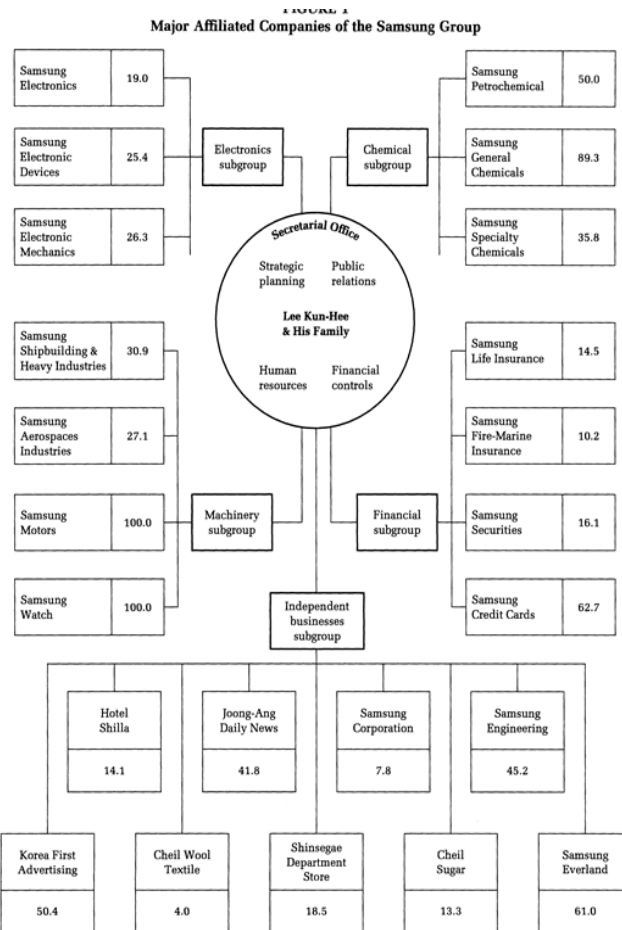 FIGURE 1
Major Affiliated Companies of the Samsung Group
Samsung
Electronics
19.0
Samsung
Electronic
Devices
25.4
Samsung
Electronic
Mechanics
26.3
Electronics
subgroup
Chemical
subgroup
Samsung
Petrochemical
50.0
Samsung
General
Chemicals
89.3
Samsung
Specialty
Chemicals
35.8
Secretarial Office
Strategic
planning
Public
relations
Lee Kun-Hee
& His Family
Human
resources
Financial
controls
Samsung
Shipbuilding &
Heavy Industries
30.9
Samsung
Aerospaces
Industries
27.1
Samsung
Motors
100.0
Samsung
Watch
100.0
Machinery
subgroup
Financial
subgroup
Samsung
Life Insurance
14.5
Samsung
Fire-Marine
Insurance
10.2
Samsung
Securities
16.1
Samsung
Credit Cards
62.7
Independent
businesses
subgroup
Hotel
Shilla
14.1
Joong-Ang
Daily News
41.8
Samsung
Corporation
7.8
Samsung
Engineering
45.2
Korea First
Advertising
50.4
Cheil Wool
Textile
4.0
Shinsegae
Department
Store
18.5
Cheil
Sugar
13.3
Samsung
Everland
61.0